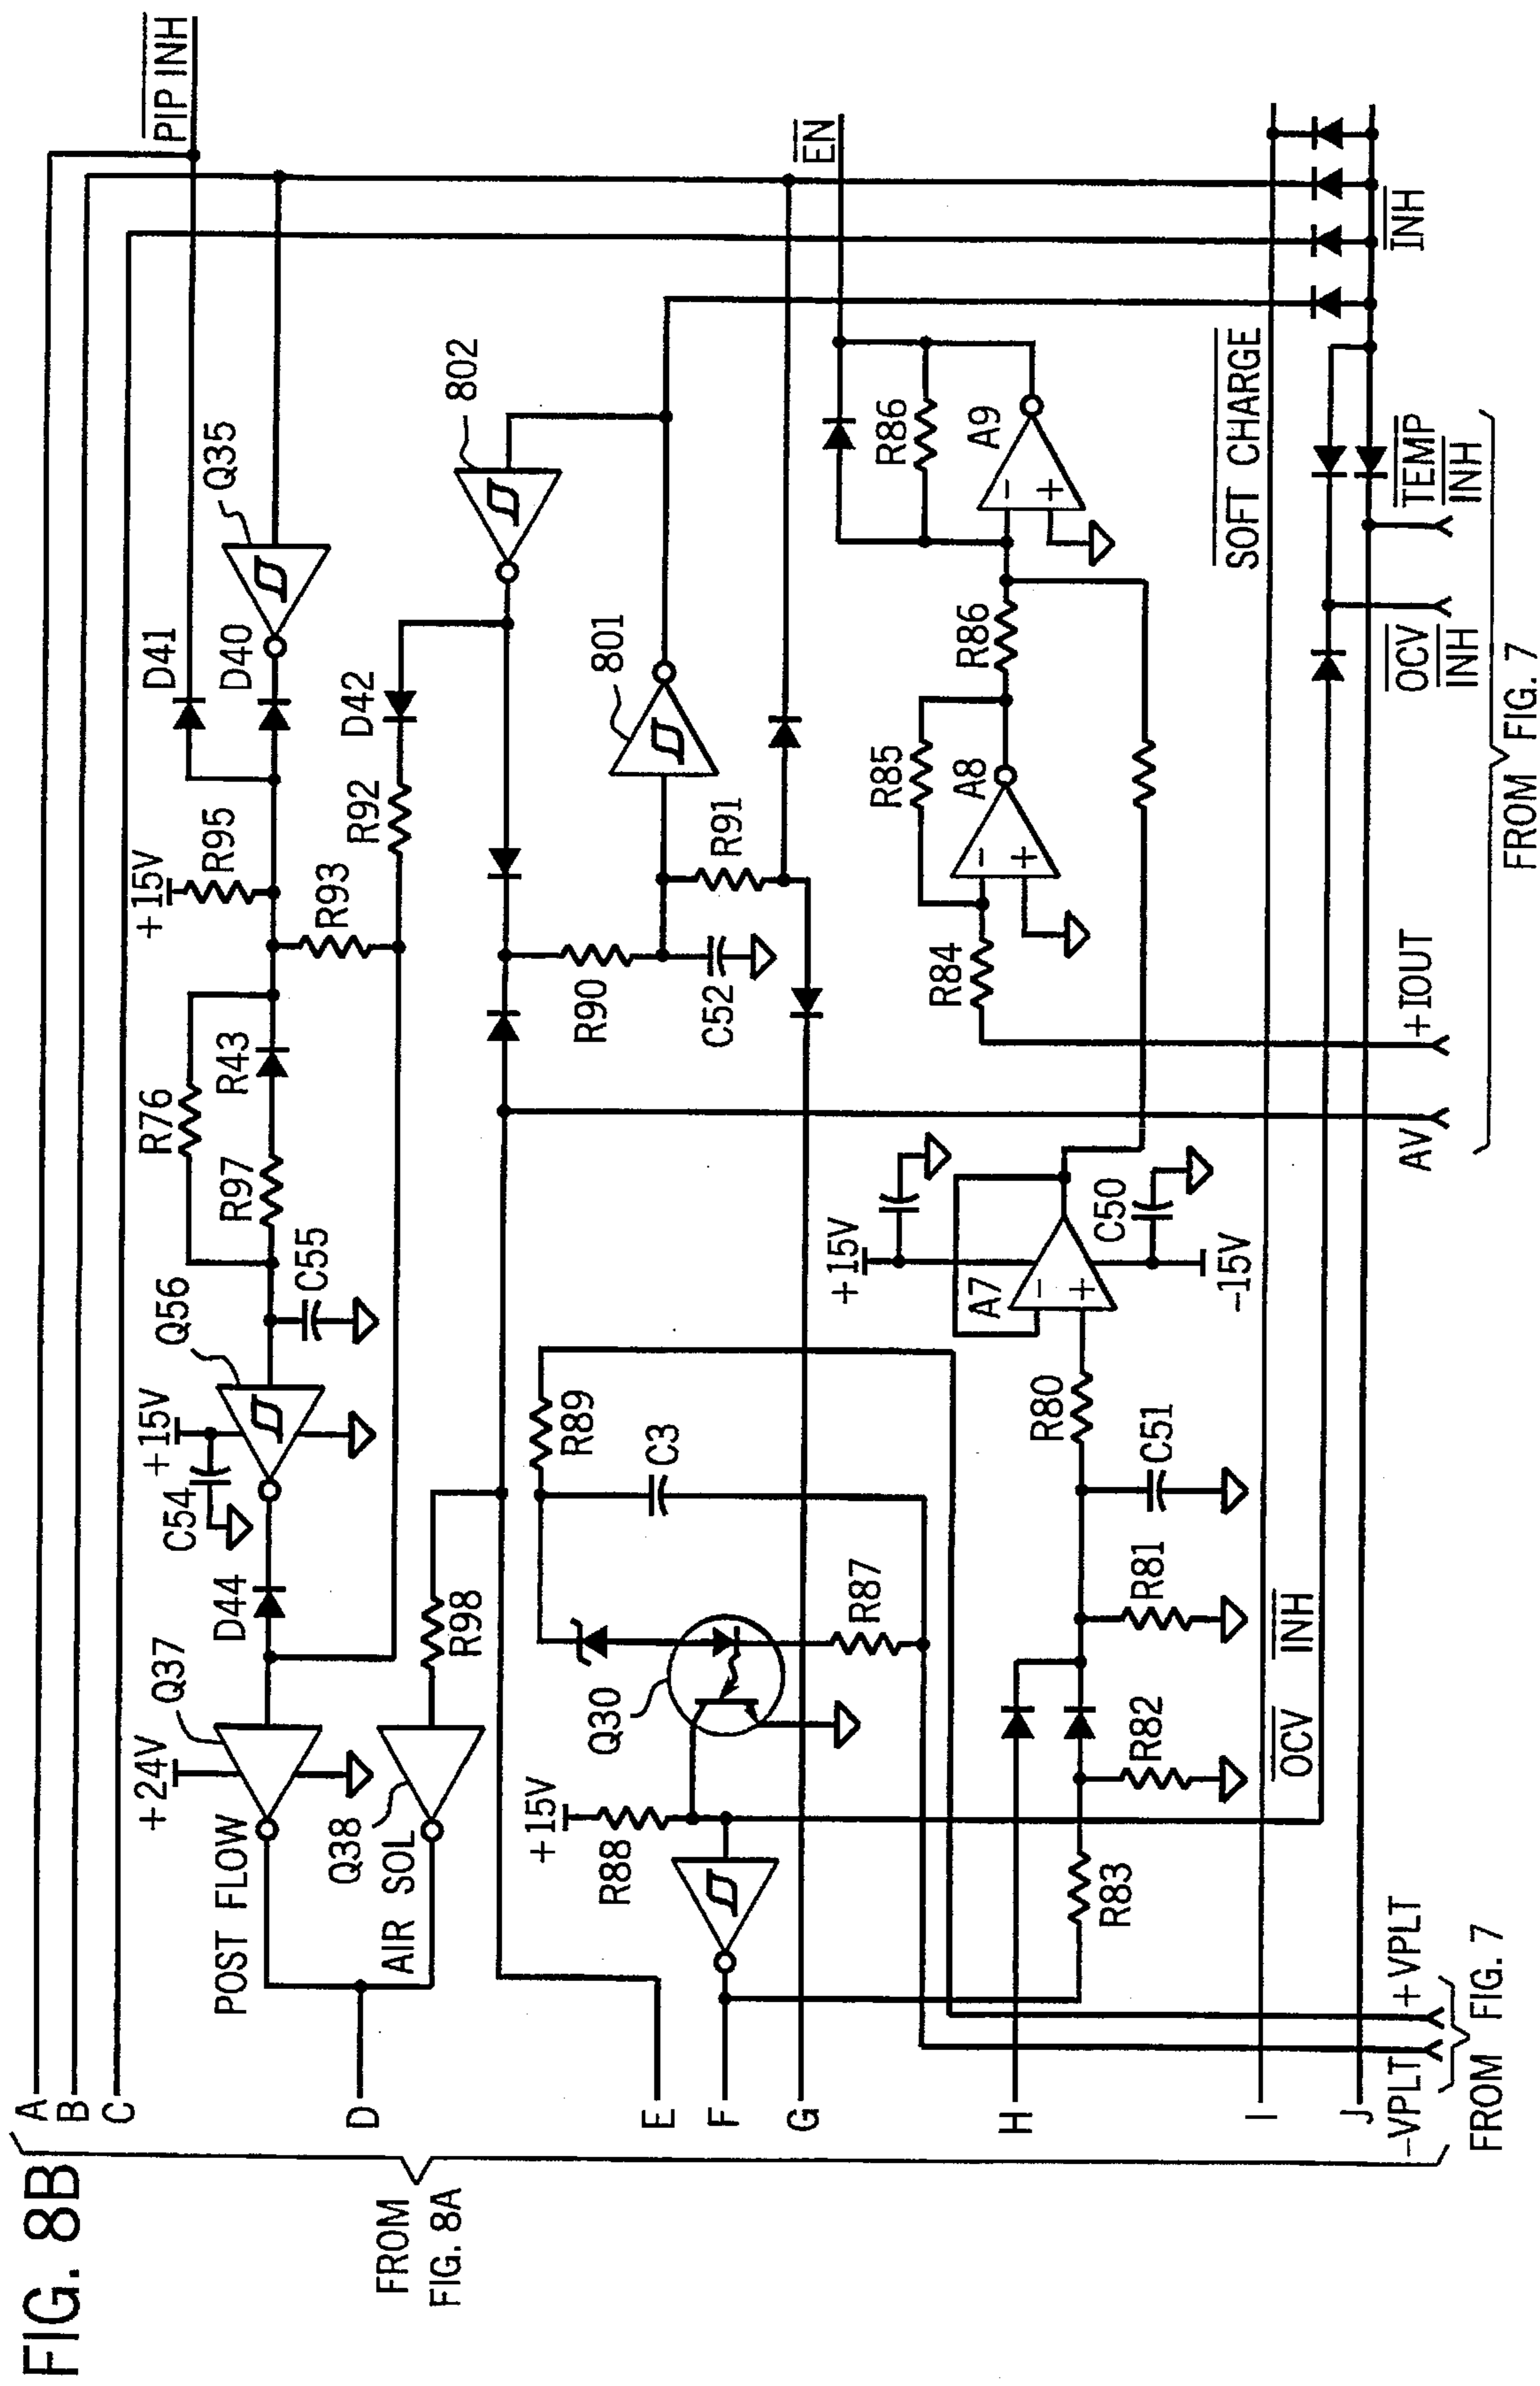 FIG. 8B
FROM
FIG. 8A
A
B
C
D
E
F
G
H
I
J
PIP INH
D41
D40
Q35
+15V
R95
R93
R92
D42
802
R76
R43
R97
C55
Q56
+15V
C54
D44
Q37
+24V
POST FLOW
Q38
AIR SOL
R98
801
R91
R90
C52
EN
R86
A9
R86
R85
A8
R84
R89
C3
R87
Q30
+15V
R88
+15V
A7
C50
-15V
R80
C51
R81
R82
R83
INH
OCV
SOFT CHARGE
INH
TEMP
INH
OCV
INH
+IOUT
AV
FROM FIG. 7
-VPLT
+VPLT
FROM FIG. 7